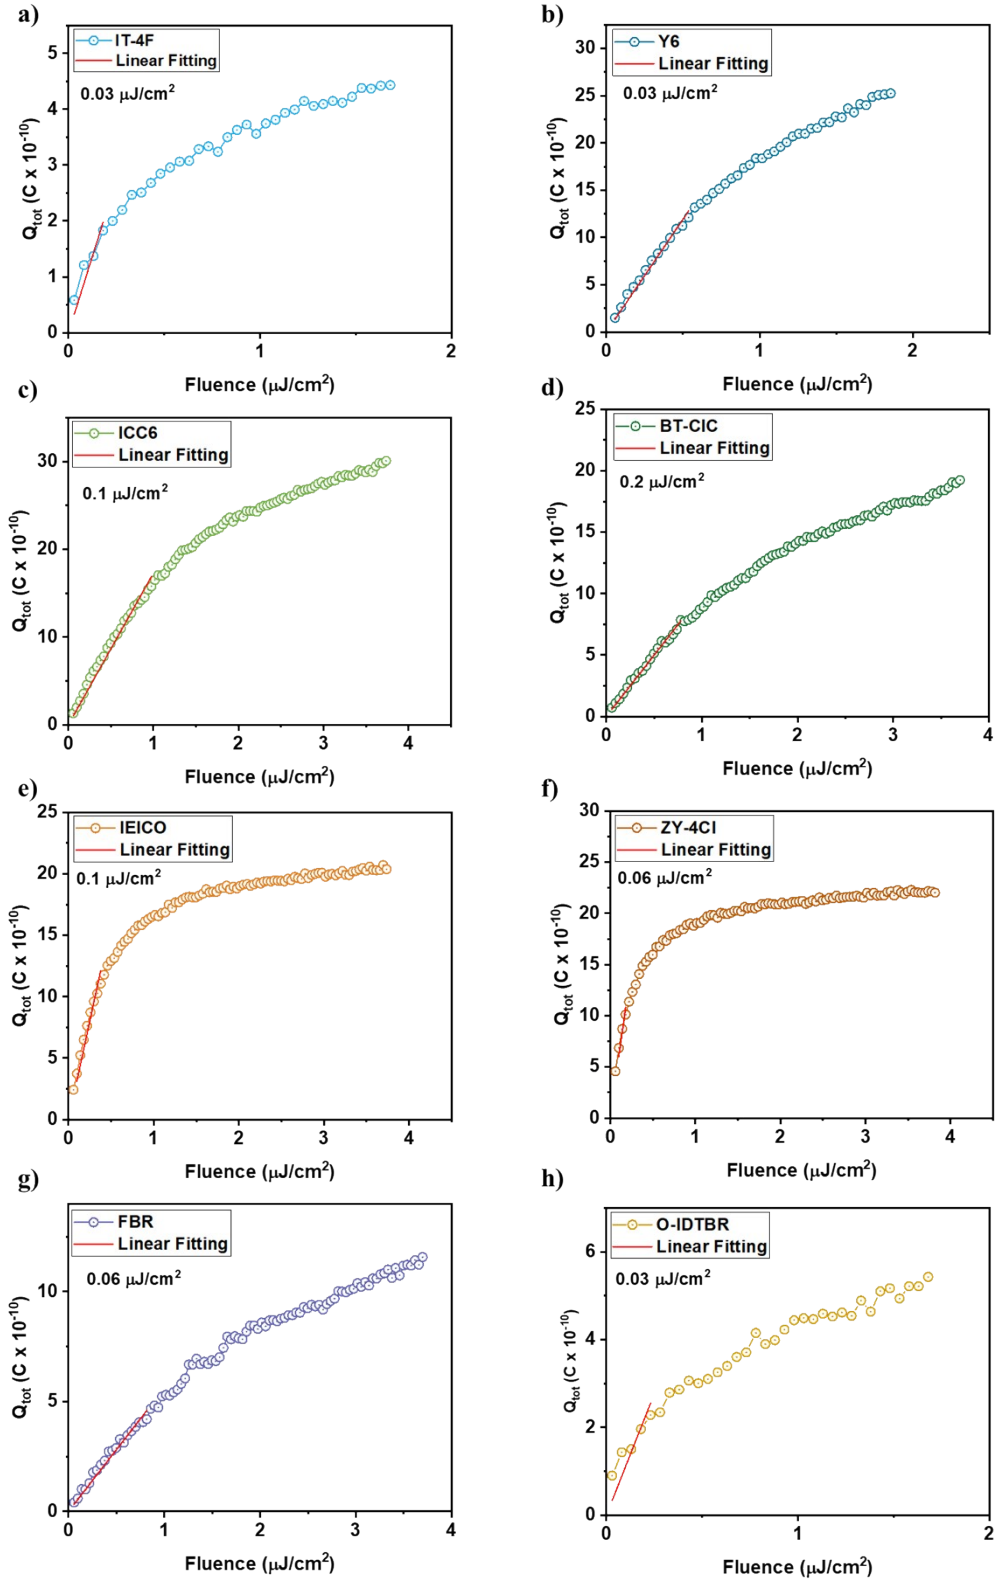 a)
IT-4F
Linear Fitting
0.03 µJ/cm²
Q_tot (C x 10⁻¹⁰)
5
4
3
2
1
0
0 1 2
Fluence (µJ/cm²)
b)
Y6
Linear Fitting
0.03 µJ/cm²
Q_tot (C x 10⁻¹⁰)
30
25
20
15
10
5
0
0 1 2
Fluence (µJ/cm²)
c)
ICC6
Linear Fitting
0.1 µJ/cm²
Q_tot (C x 10⁻¹⁰)
30
20
10
0
0 1 2 3 4
Fluence (µJ/cm²)
d)
BT-CIC
Linear Fitting
0.2 µJ/cm²
Q_tot (C x 10⁻¹⁰)
25
20
15
10
5
0
0 1 2 3 4
Fluence (µJ/cm²)
e)
IEICO
Linear Fitting
0.1 µJ/cm²
Q_tot (C x 10⁻¹⁰)
25
20
15
10
5
0
0 1 2 3 4
Fluence (µJ/cm²)
f)
ZY-4Cl
Linear Fitting
0.06 µJ/cm²
Q_tot (C x 10⁻¹⁰)
30
25
20
15
10
5
0
0 1 2 3 4
Fluence (µJ/cm²)
g)
FBR
Linear Fitting
0.06 µJ/cm²
Q_tot (C x 10⁻¹⁰)
10
5
0
0 1 2 3 4
Fluence (µJ/cm²)
h)
O-IDTBR
Linear Fitting
0.03 µJ/cm²
Q_tot (C x 10⁻¹⁰)
6
4
2
0
0 1 2
Fluence (µJ/cm²)